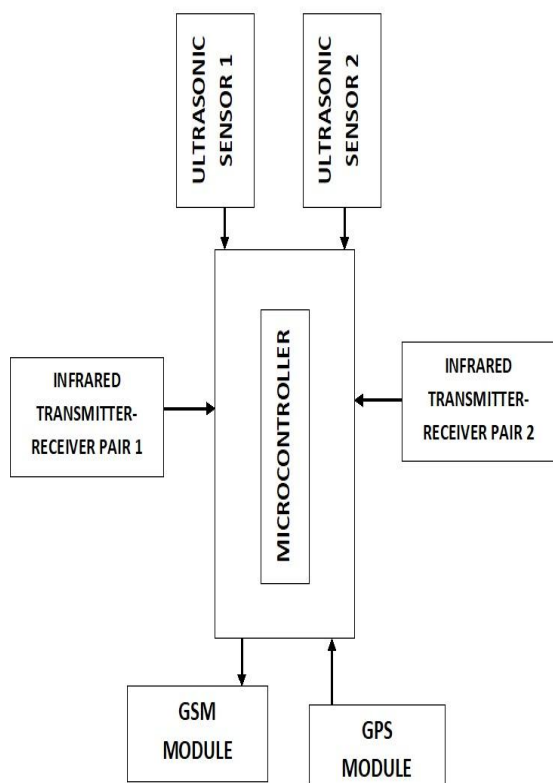 ULTRASONIC
SENSOR 1
ULTRASONIC
SENSOR 2
INFRARED
TRANSMITTER-
RECEIVER PAIR 1
MICROCONTROLLER
INFRARED
TRANSMITTER-
RECEIVER PAIR 2
GSM
MODULE
GPS
MODULE